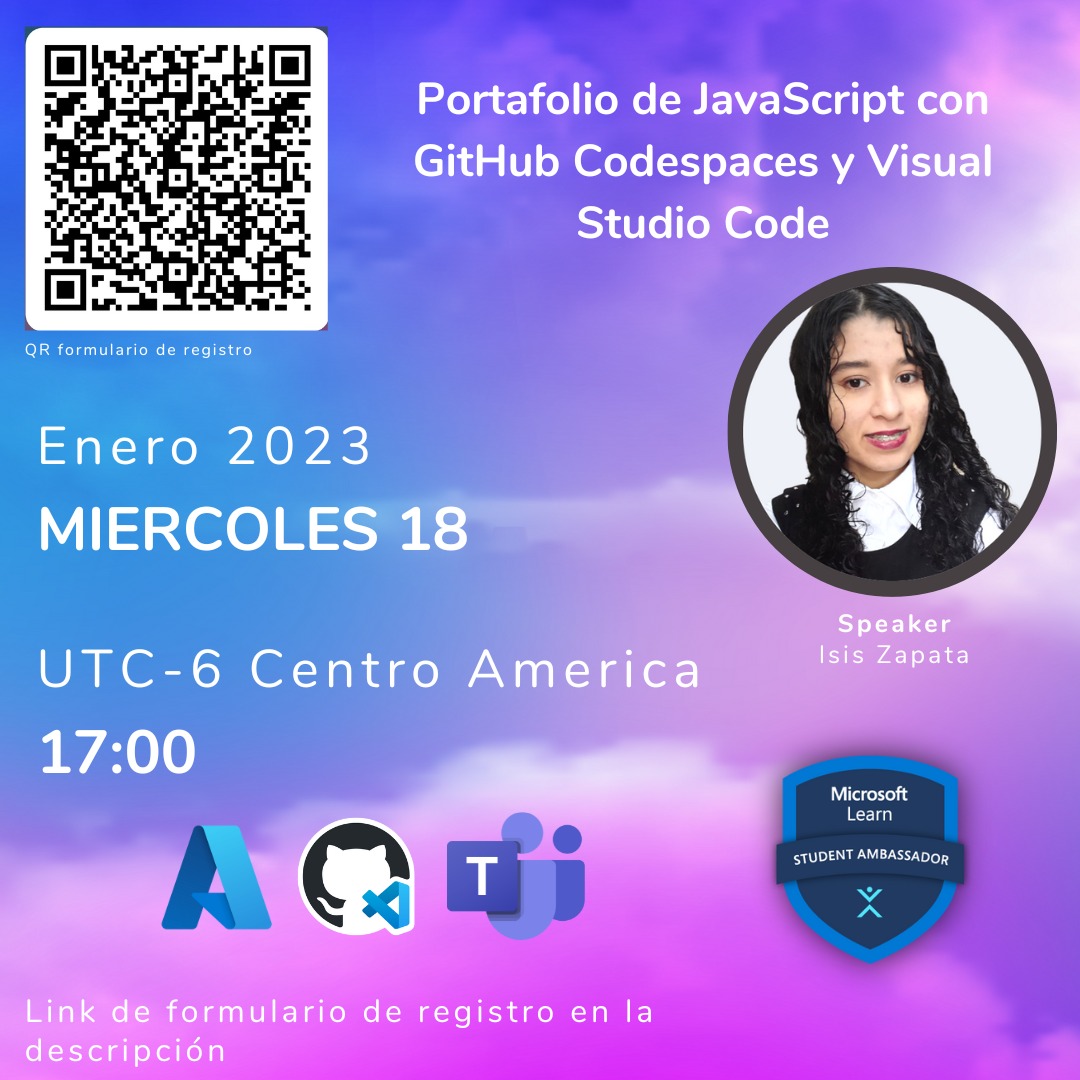 Portafolio de JavaScript con
GitHub Codespaces y Visual
Studio Code
QR formulario de registro
Enero 2023
MIERCOLES 18
Speaker
Isis Zapata
UTC-6 Centro America
17:00
Microsoft
Learn
STUDENT AMBASSADOR
T
Link de formulario de registro en la
descripción